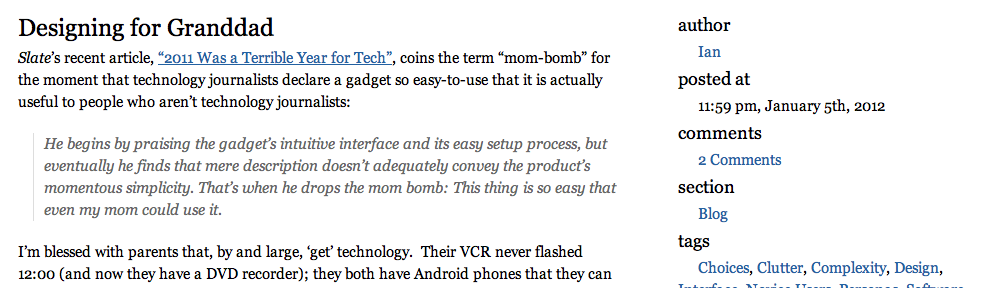 Designing for Granddad
Slate’s recent article, “2011 Was a Terrible Year for Tech”, coins the term “mom-bomb” for
the moment that technology journalists declare a gadget so easy-to-use that it is actually
useful to people who aren’t technology journalists:
He begins by praising the gadget’s intuitive interface and its easy setup process, but
eventually he finds that mere description doesn’t adequately convey the product’s
momentous simplicity. That’s when he drops the mom bomb: This thing is so easy that
even my mom could use it.
I’m blessed with parents that, by and large, ‘get’ technology.  Their VCR never flashed
12:00 (and now they have a DVD recorder); they both have Android phones that they can
author
Ian
posted at
11:59 pm, January 5th, 2012
comments
2 Comments
section
Blog
tags
Choices, Clutter, Complexity, Design,
Interface, Novice Users, Personas, Software